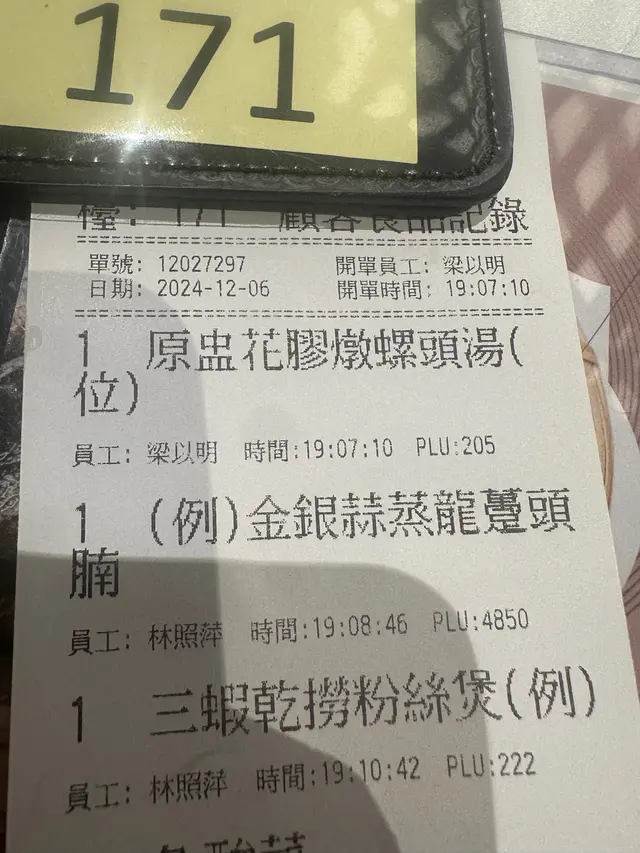 171
檯: 171 顧客食品記錄
單號: 12027297 開單員工: 梁以明
日期: 2024-12-06 開單時間: 19:07:10
1 原盅花膠燉螺頭湯(
位)
員工: 梁以明 時間:19:07:10 PLU:205
1 (例)金銀蒜蒸龍躉頭
腩
員工: 林照萍 時間:19:08:46 PLU:4850
1 三蝦乾撈粉絲煲(例)
員工: 林照萍 時間:19:10:42 PLU:222